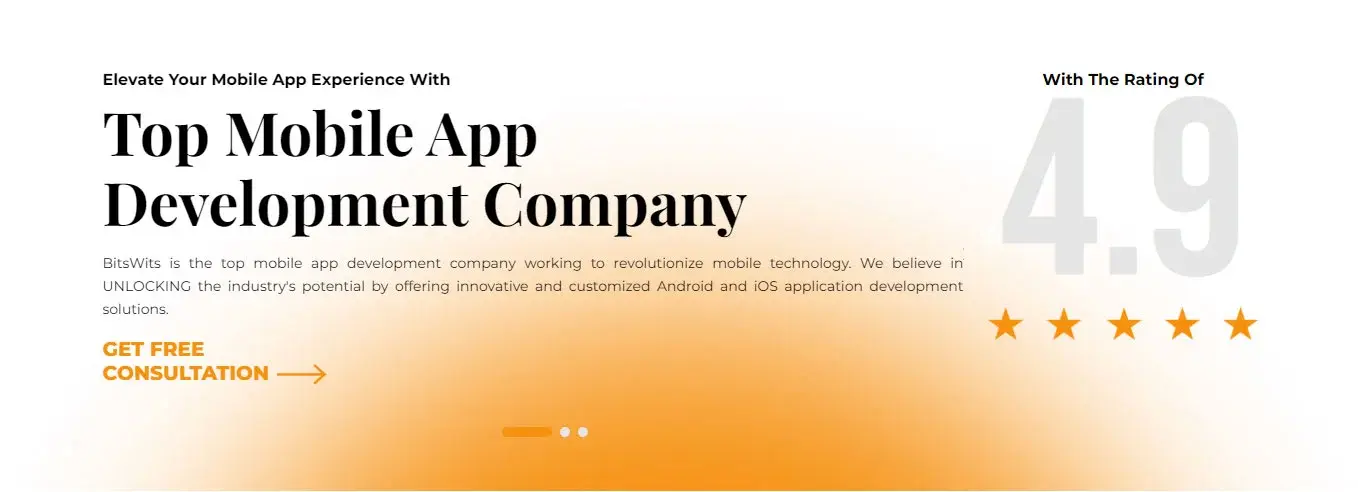 Elevate Your Mobile App Experience With
Top Mobile App
Development Company
BitsWits is the top mobile app development company working to revolutionize mobile technology. We believe in
UNLOCKING the industry's potential by offering innovative and customized Android and iOS application development
solutions.
GET FREE
CONSULTATION
With The Rating Of
4.9